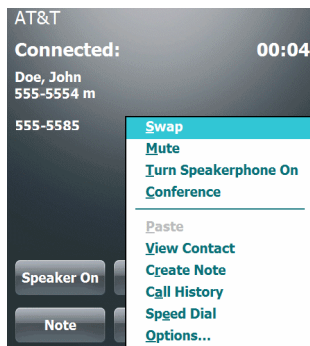 AT&T
Connected: 00:04
Doe, John
555-5554 m
555-5585
Swap
Mute
Turn Speakerphone On
Conference
Paste
View Contact
Create Note
Call History
Speed Dial
Options...
Speaker On
Note